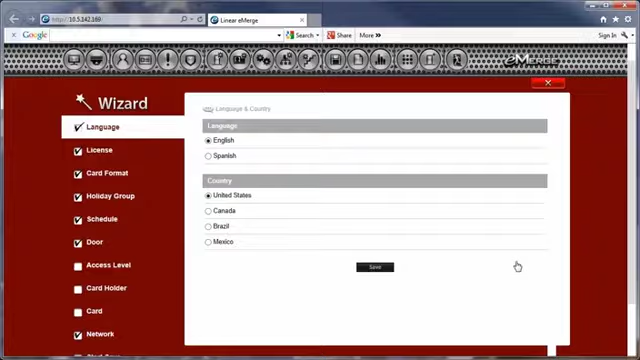 http://10.5.142.169
Linear eMerge
Google
Search
Share
More »
Sign In
eMERGE
Wizard
Language
License
Card Format
Holiday Group
Schedule
Door
Access Level
Card Holder
Card
Network
Language & Country
Language
English
Spanish
Country
United States
Canada
Brazil
Mexico
Save